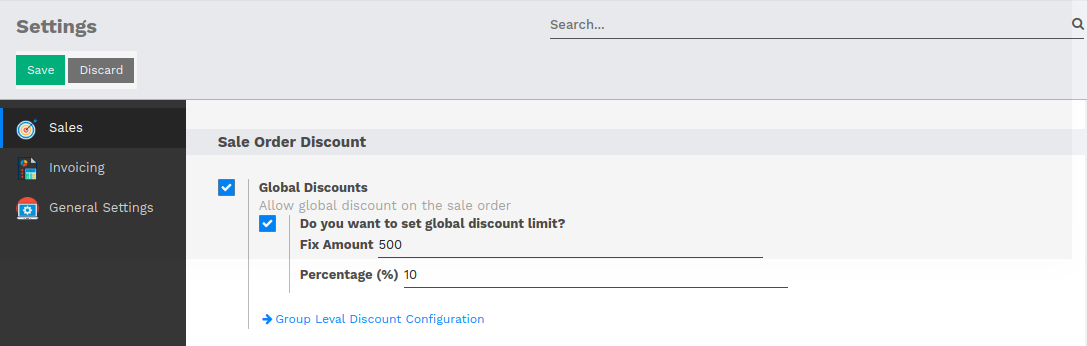 Settings
Search...
Save Discard
Sales
Invoicing
General Settings
Sale Order Discount
Global Discounts
Allow global discount on the sale order
Do you want to set global discount limit?
Fix Amount 500
Percentage (%) 10
Group Leval Discount Configuration